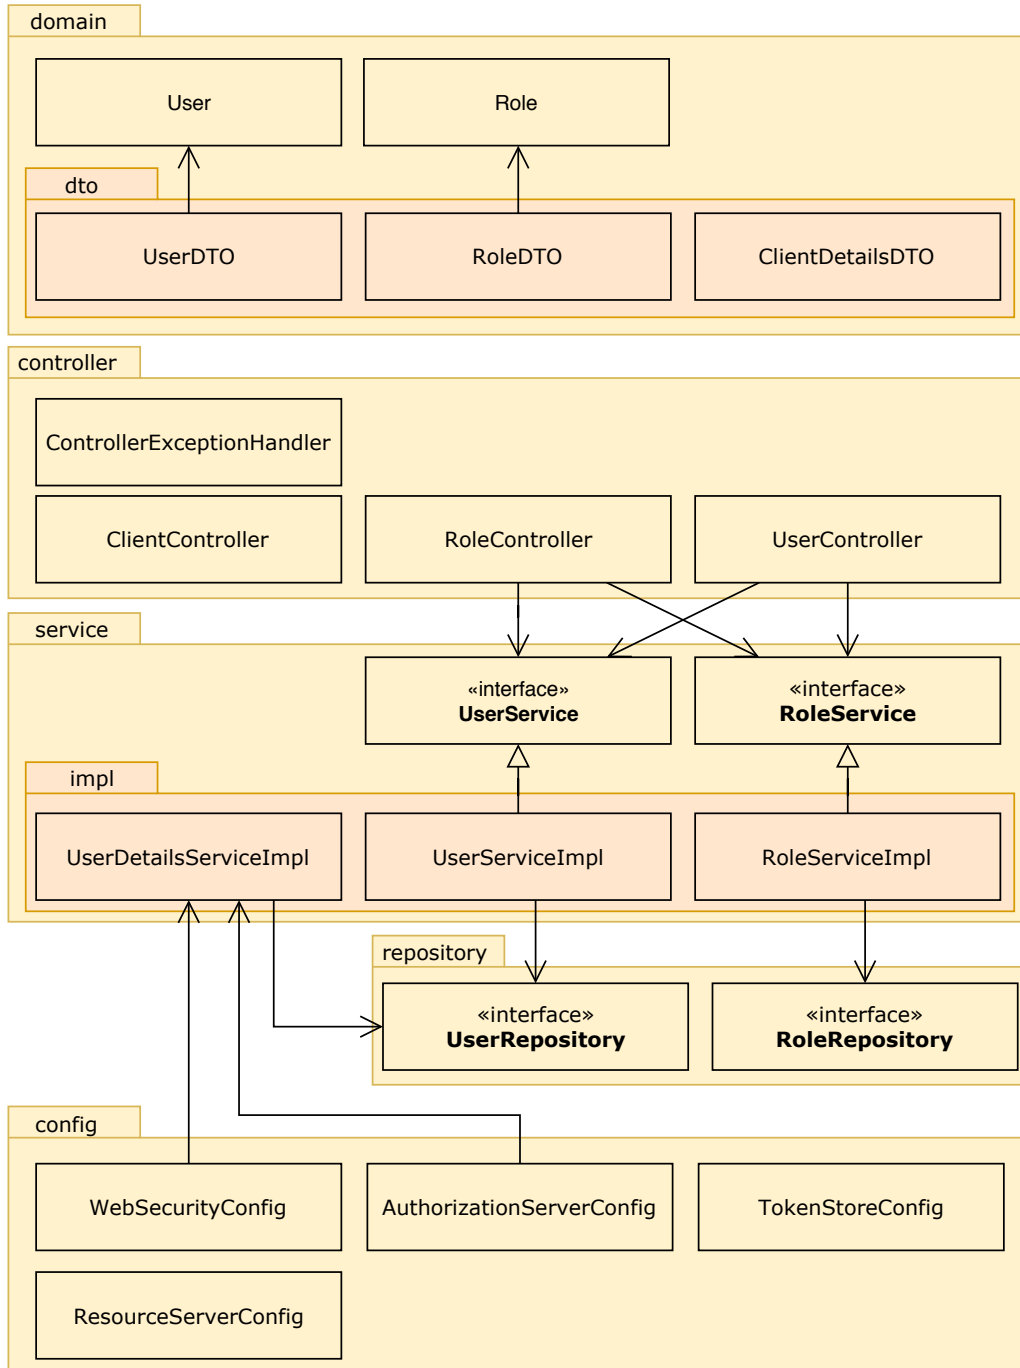 domain
User
Role
dto
UserDTO
RoleDTO
ClientDetailsDTO
controller
ControllerExceptionHandler
ClientController
RoleController
UserController
service
«interface»
UserService
«interface»
RoleService
impl
UserDetailsServiceImpl
UserServiceImpl
RoleServiceImpl
repository
«interface»
UserRepository
«interface»
RoleRepository
config
WebSecurityConfig
AuthorizationServerConfig
TokenStoreConfig
ResourceServerConfig